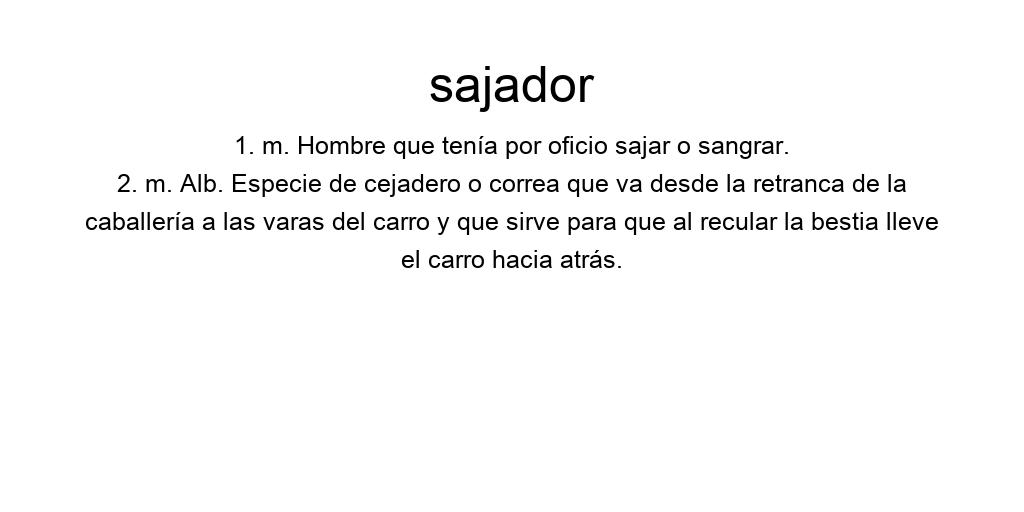 sajador
1. m. Hombre que tenía por oficio sajar o sangrar.
2. m. Alb. Especie de cejadero o correa que va desde la retranca de la
caballería a las varas del carro y que sirve para que al recular la bestia lleve
el carro hacia atrás.